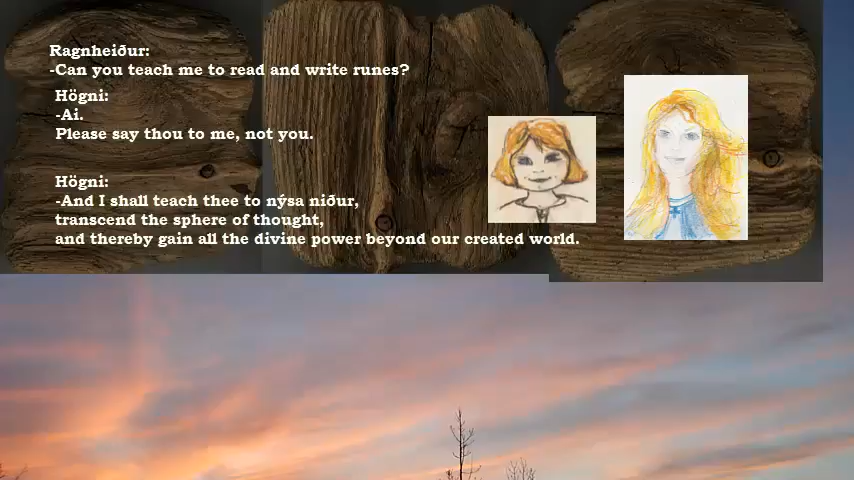 Ragnheiður:
-Can you teach me to read and write runes?
Högni:
-Ai.
Please say thou to me, not you.
Högni:
-And I shall teach thee to nýsa niður,
transcend the sphere of thought,
and thereby gain all the divine power beyond our created world.